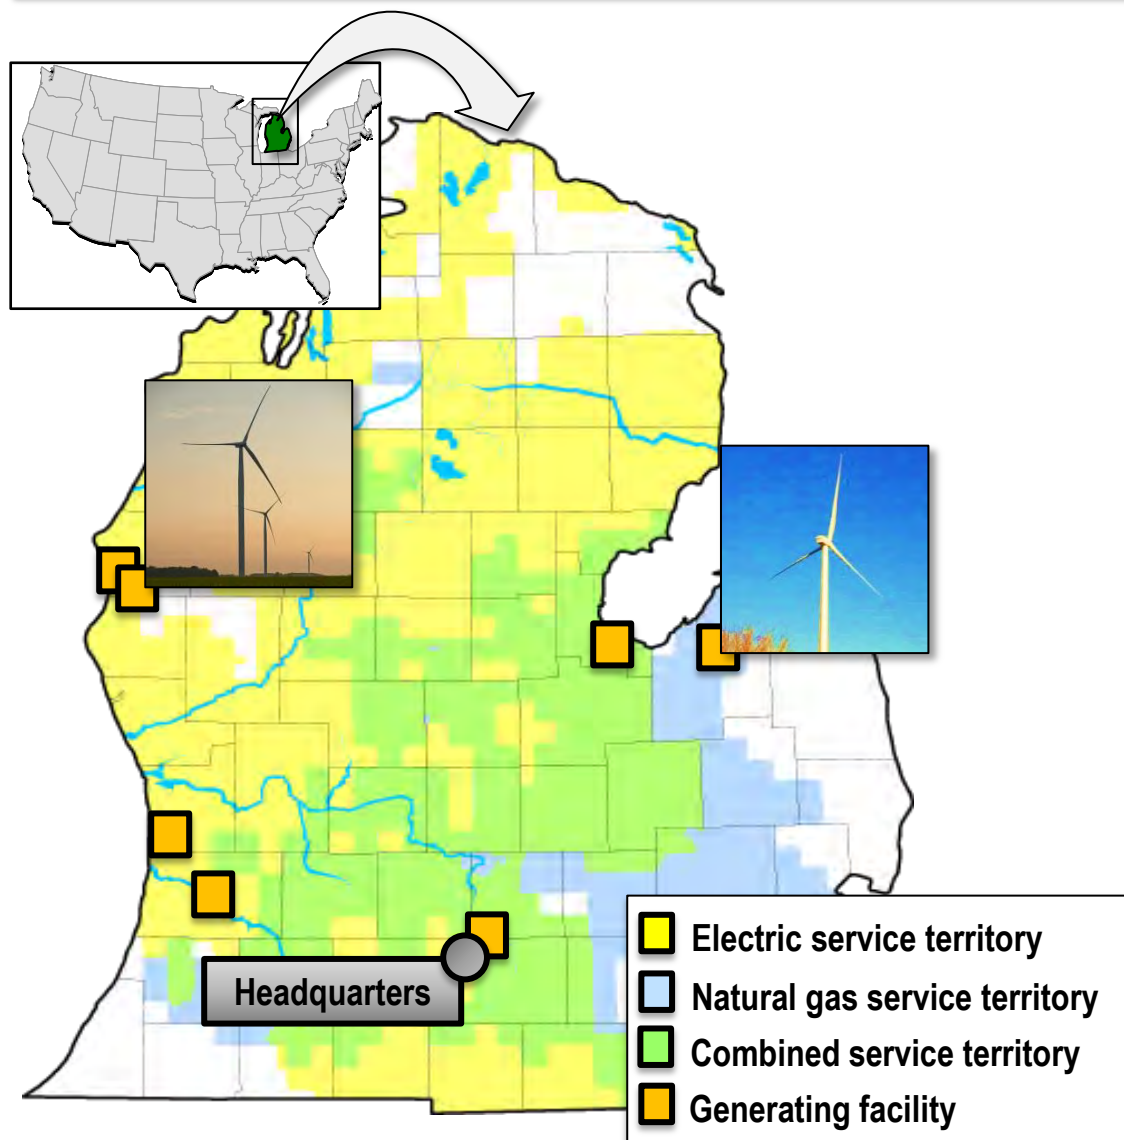 Headquarters
Electric service territory
Natural gas service territory
Combined service territory
Generating facility